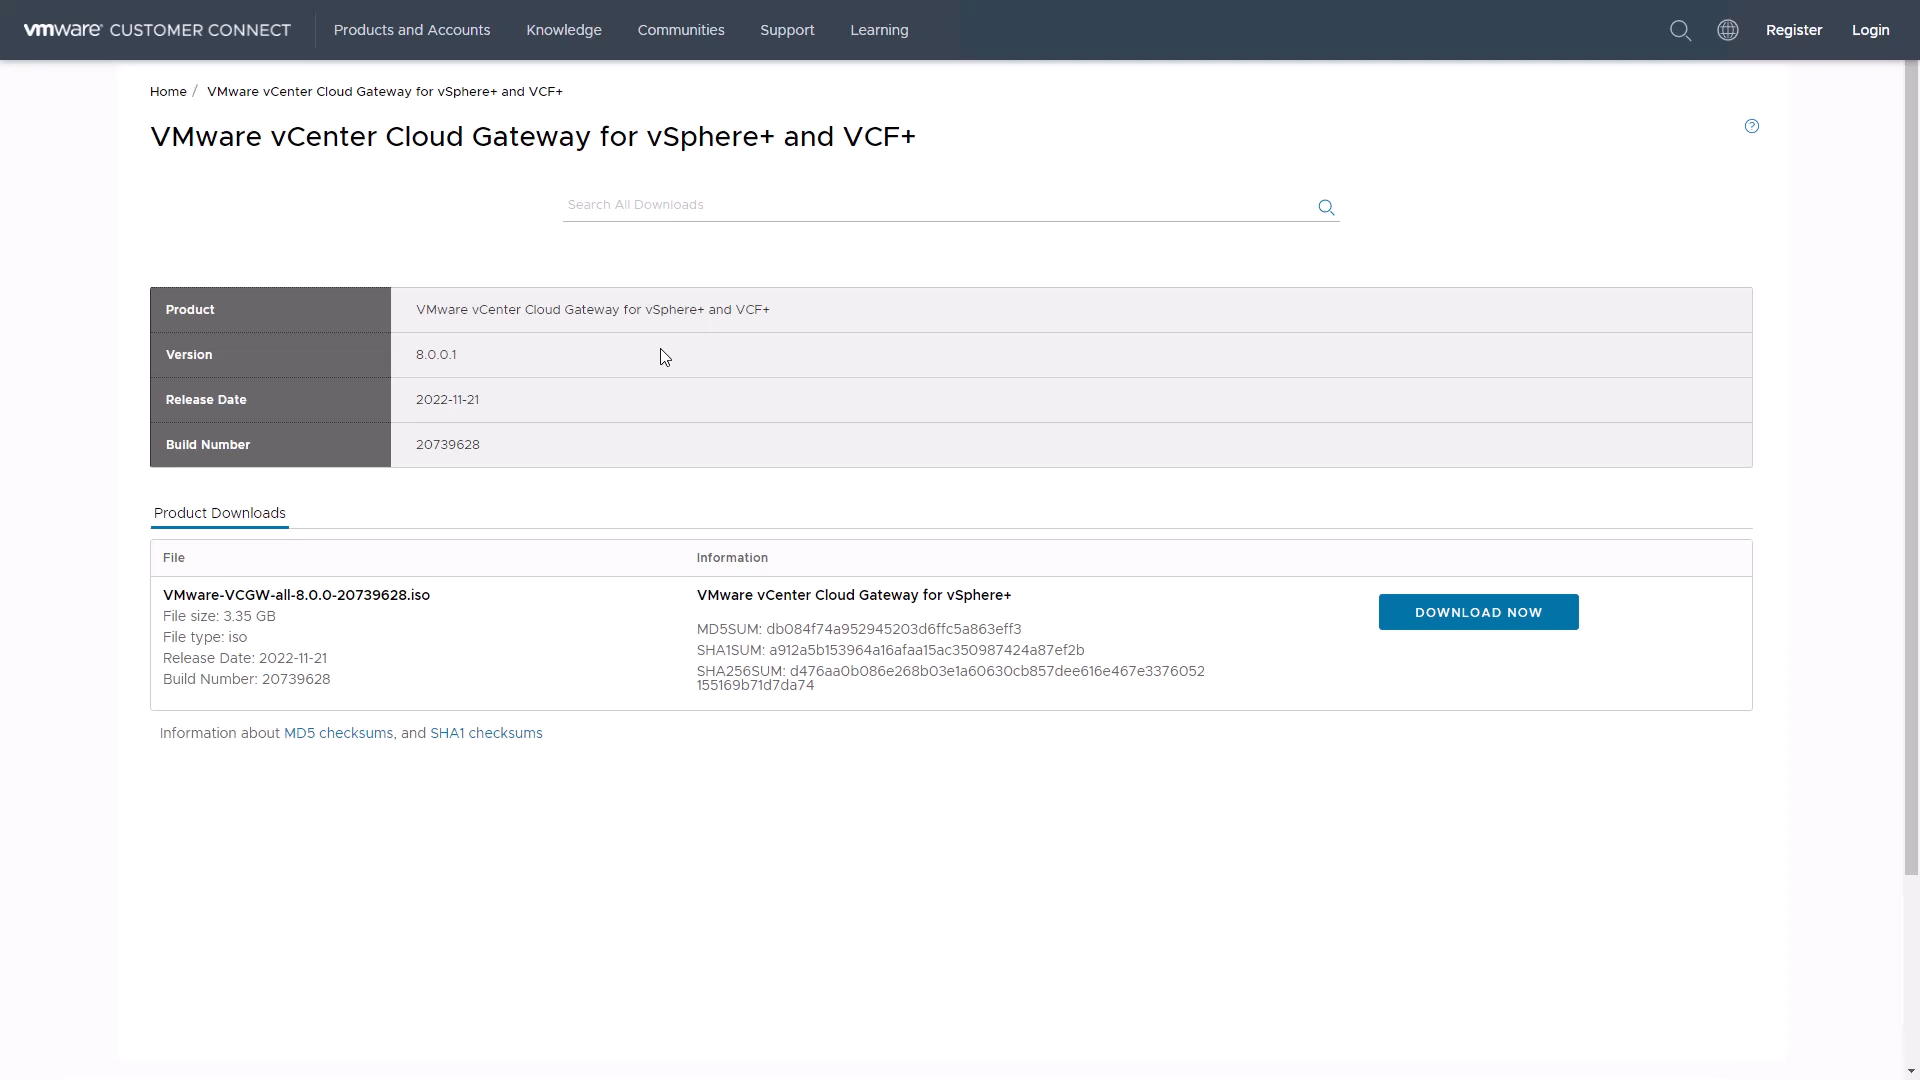 vmware® CUSTOMER CONNECT
Products and Accounts
Knowledge
Communities
Support
Learning
Register
Login
Home / VMware vCenter Cloud Gateway for vSphere+ and VCF+
VMware vCenter Cloud Gateway for vSphere+ and VCF+
Search All Downloads
Product VMware vCenter Cloud Gateway for vSphere+ and VCF+
Version 8.0.0.1
Release Date 2022-11-21
Build Number 20739628
Product Downloads
File Information
VMware-VCGW-all-8.0.0-20739628.iso
File size: 3.35 GB
File type: iso
Release Date: 2022-11-21
Build Number: 20739628
VMware vCenter Cloud Gateway for vSphere+
MD5SUM: db084f74a952945203d6ffc5a863eff3
SHA1SUM: a912a5b153964a16afaa15ac350987424a87ef2b
SHA256SUM: d476aa0b086e268b03e1a60630cb857dee616e467e3376052
155169b71d7da74
DOWNLOAD NOW
Information about MD5 checksums, and SHA1 checksums